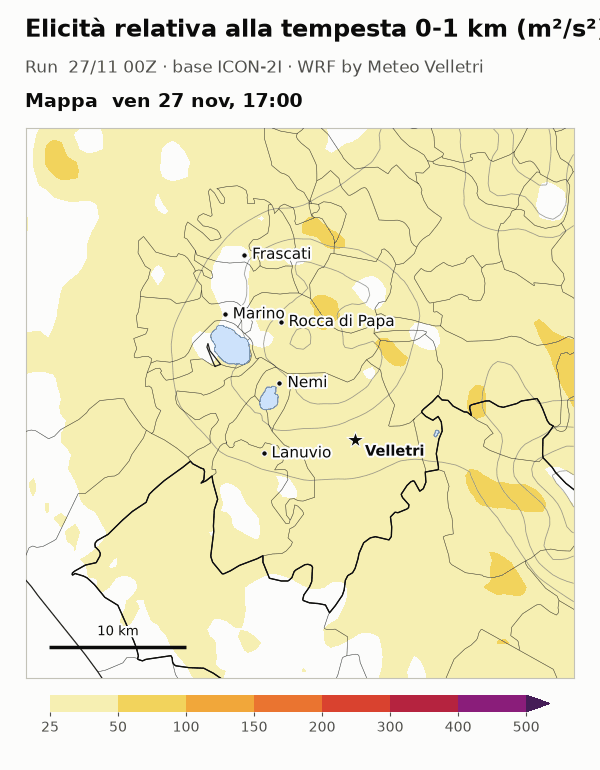 Elicità relativa alla tempesta 0-1 km (m²/s²)
Run  27/11 00Z · base ICON-2I · WRF by Meteo Velletri
Mappa  ven 27 nov, 17:00
Frascati
Marino
Rocca di Papa
Nemi
Velletri
Lanuvio
10 km
25 50 100 150 200 300 400 500